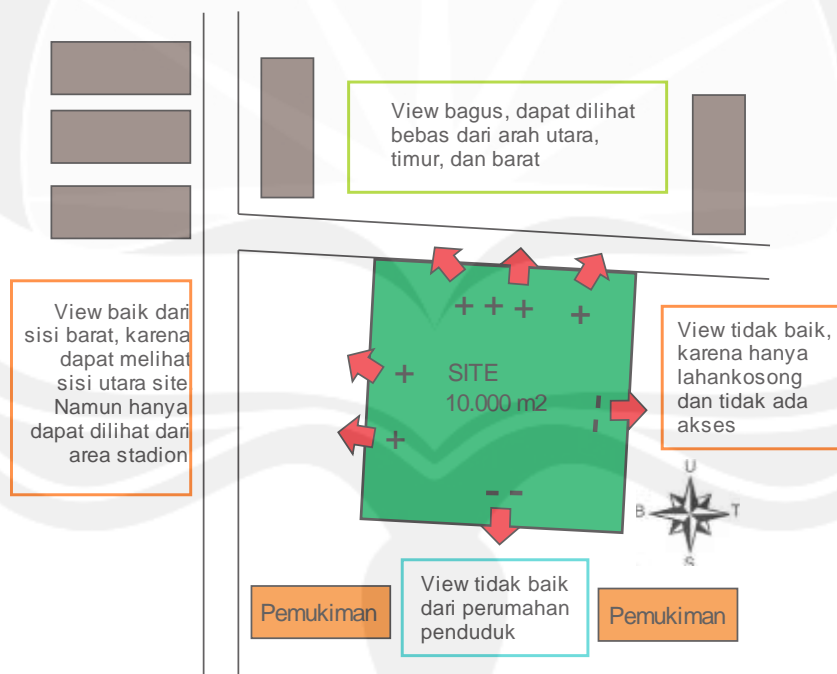 View bagus, dapat dilihat
bebas dari arah utara,
timur, dan barat
View baik dari
sisi barat, karena
dapat melihat
sisi utara site
Namun hanya
dapat dilihat dari
area stadion
+ + + +
+
+
SITE
10.000 m2
- -
- -
View tidak baik,
karena hanya
lahankosong
dan tidak ada
akses
U
B
T
S
View tidak baik
dari perumahan
penduduk
Pemukiman
Pemukiman